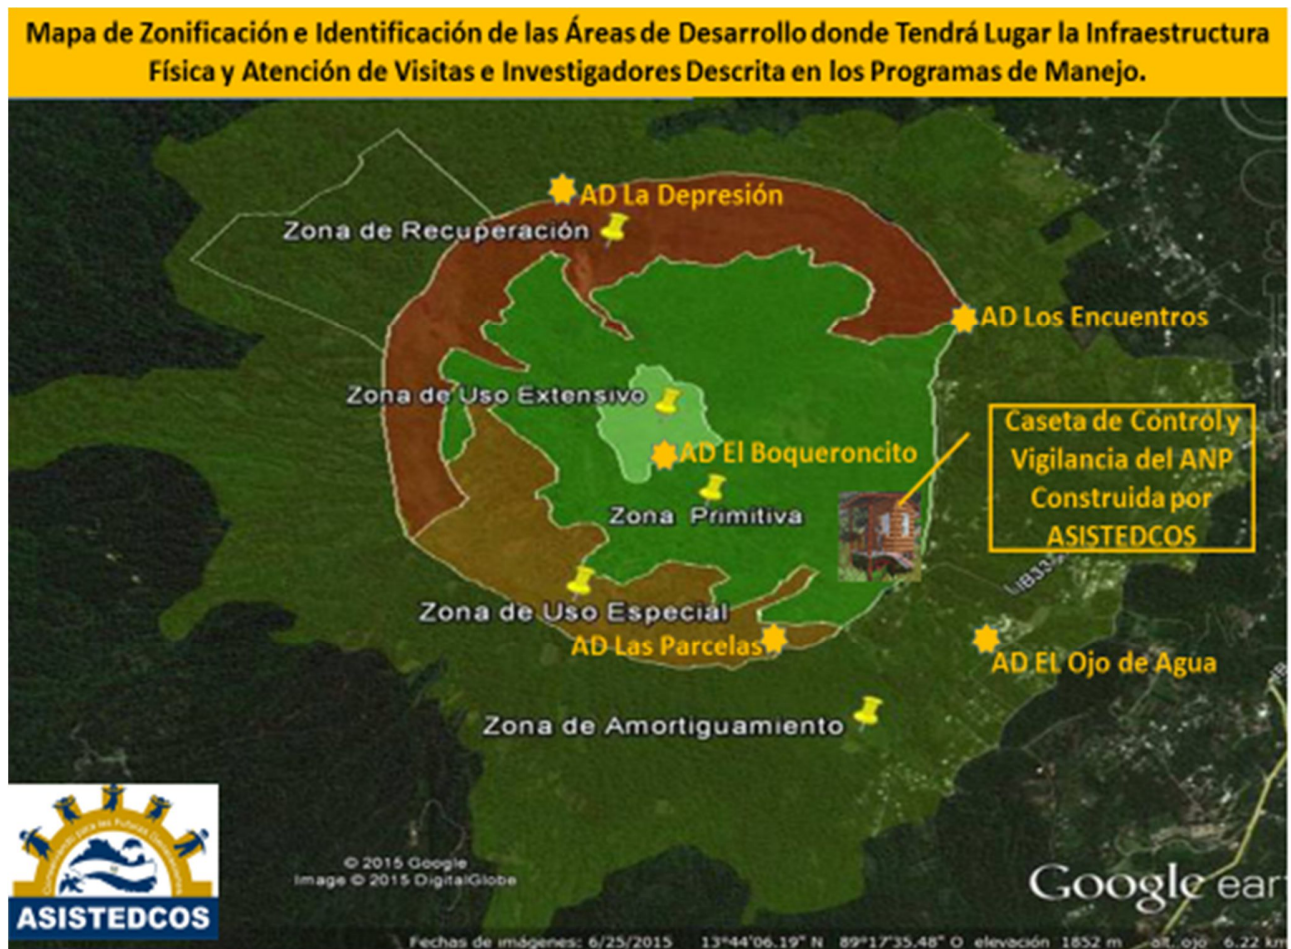 Mapa de Zonificación e Identificación de las Áreas de Desarrollo donde Tendrá Lugar la Infraestructura
Física y Atención de Visitas e Investigadores Descrita en los Programas de Manejo.
AD La Depresión
Zona de Recuperación
AD Los Encuentros
Zona de Uso Extensivo
Caseta de Control y
Vigilancia del ANP
Construida por
ASISTEDCOS
AD El Boqueroncito
Zona Primitiva
Zona de Uso Especial
AD Las Parcelas
AD EL Ojo de Agua
Zona de Amortiguamiento
ASISTEDCOS
© 2015 Google
Image © 2015 DigitalGlobe
Google ear
Fechas de imágenes: 6/25/2015 13°44'06.19" N 89°17'35.48" O elevación 1852 m